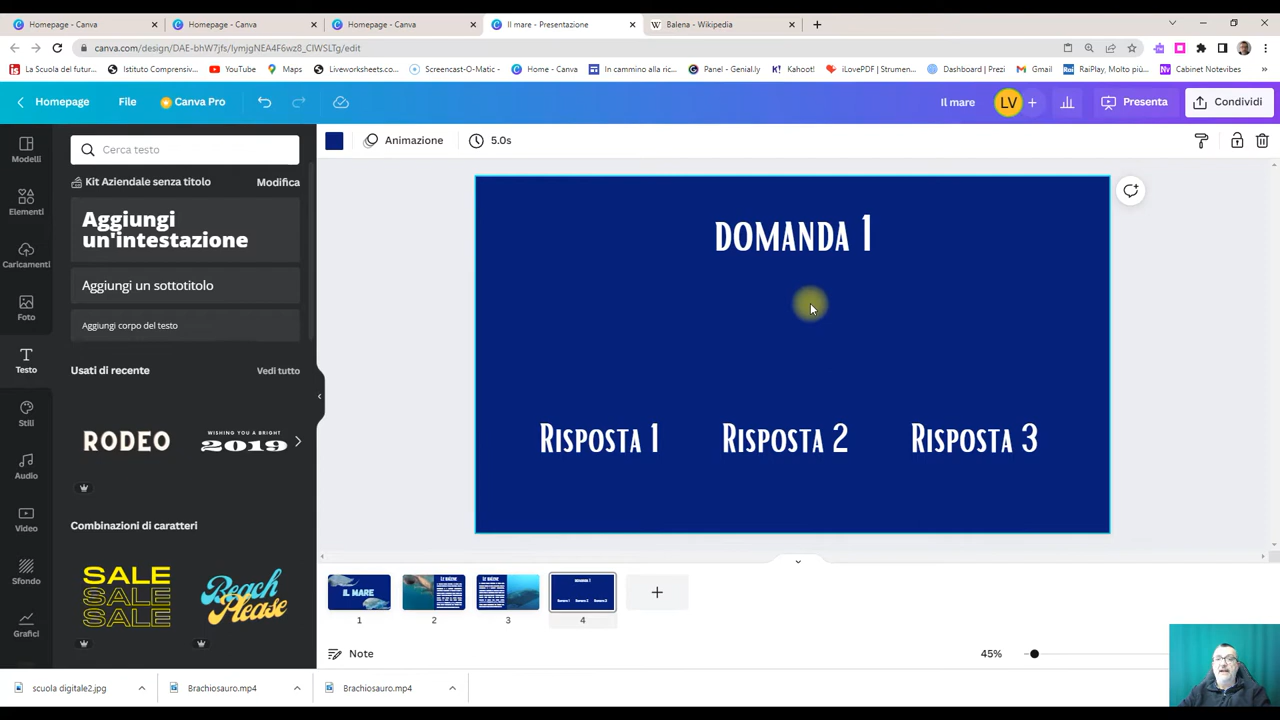 Homepage - Canva
Homepage - Canva
Homepage - Canva
Il mare - Presentazione
Balena - Wikipedia
canva.com/design/DAE-bhW7jfs/lymjgNEA4F6wz8_CIWSLTg/edit
La Scuola del futur...
Istituto Comprensiv...
YouTube
Maps
Liveworksheets.co...
Screencast-O-Matic -
Home - Canva
In cammino alla ric...
Panel - Genial.ly
Kahoot!
iLovePDF | Strumen...
Dashboard | Prezi
Gmail
RaiPlay, Molto più...
Cabinet Notevibes
Homepage
File
Canva Pro
Il mare
LV
Presenta
Condividi
Modelli
Elementi
Caricamenti
Foto
Testo
Stili
Audio
Video
Sfondo
Grafici
Cerca testo
Kit Aziendale senza titolo
Modifica
Aggiungi
un'intestazione
Aggiungi un sottotitolo
Aggiungi corpo del testo
Usati di recente
Vedi tutto
RODEO
WISHING YOU A BRIGHT
2019
Combinazioni di caratteri
SALE
SALE
SALE
Beach
Please
Animazione
5.0s
DOMANDA 1
RISPOSTA 1
RISPOSTA 2
RISPOSTA 3
IL MARE
LE BALENE
LE BALENE
DOMANDA 1
1
2
3
4
Note
45%
scuola digitale2.jpg
Brachiosauro.mp4
Brachiosauro.mp4